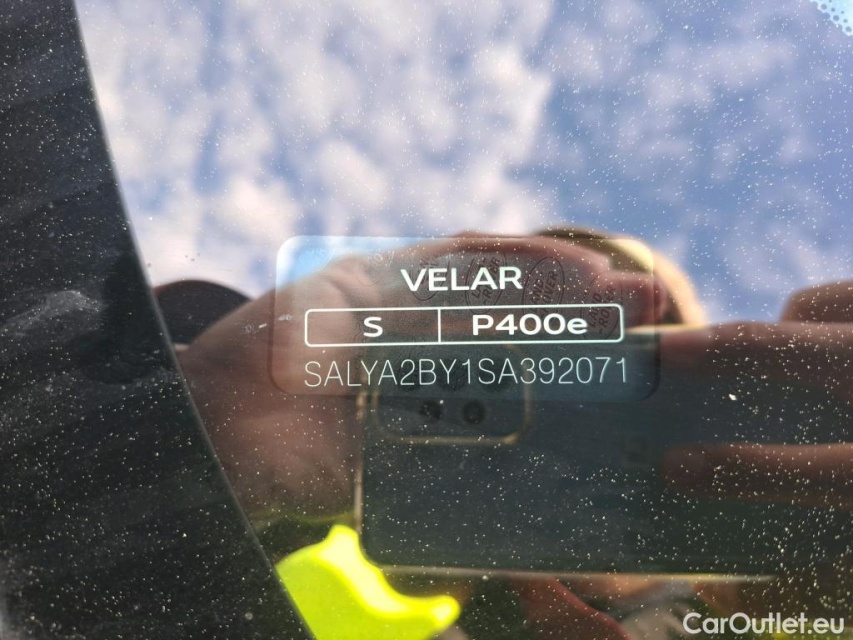 VELAR
S P400e
SALYA2BY1SA392071
CarOutlet.eu